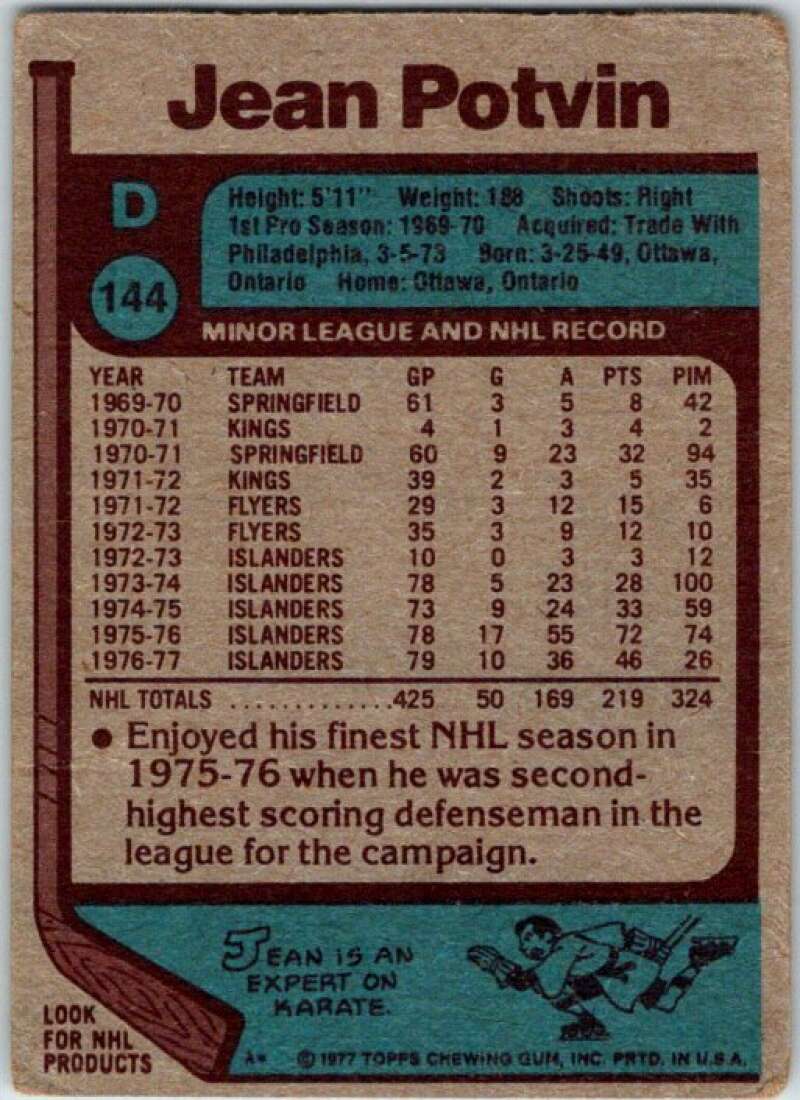 Jean Potvin
D
Height: 5'11" Weight: 188 Shoots: Right
1st Pro Season: 1969-70 Acquired: Trade With
Philadelphia, 3-5-73 Born: 3-25-49, Ottawa,
Ontario Home: Ottawa, Ontario
144
MINOR LEAGUE AND NHL RECORD
YEAR TEAM GP G A PTS PIM
1969-70 SPRINGFIELD 61 3 5 8 42
1970-71 KINGS 4 1 3 4 2
1970-71 SPRINGFIELD 60 9 23 32 94
1971-72 KINGS 39 2 3 5 35
1971-72 FLYERS 29 3 12 15 6
1972-73 FLYERS 35 3 9 12 10
1972-73 ISLANDERS 10 0 3 3 12
1973-74 ISLANDERS 78 5 23 28 100
1974-75 ISLANDERS 73 9 24 33 59
1975-76 ISLANDERS 78 17 55 72 74
1976-77 ISLANDERS 79 10 36 46 26
NHL TOTALS .............425 50 169 219 324
● Enjoyed his finest NHL season in
1975-76 when he was second-
highest scoring defenseman in the
league for the campaign.
JEAN IS AN
EXPERT ON
KARATE.
LOOK
FOR NHL
PRODUCTS
A* © 1977 TOPPS CHEWING GUM, INC. PRTD. IN U.S.A.